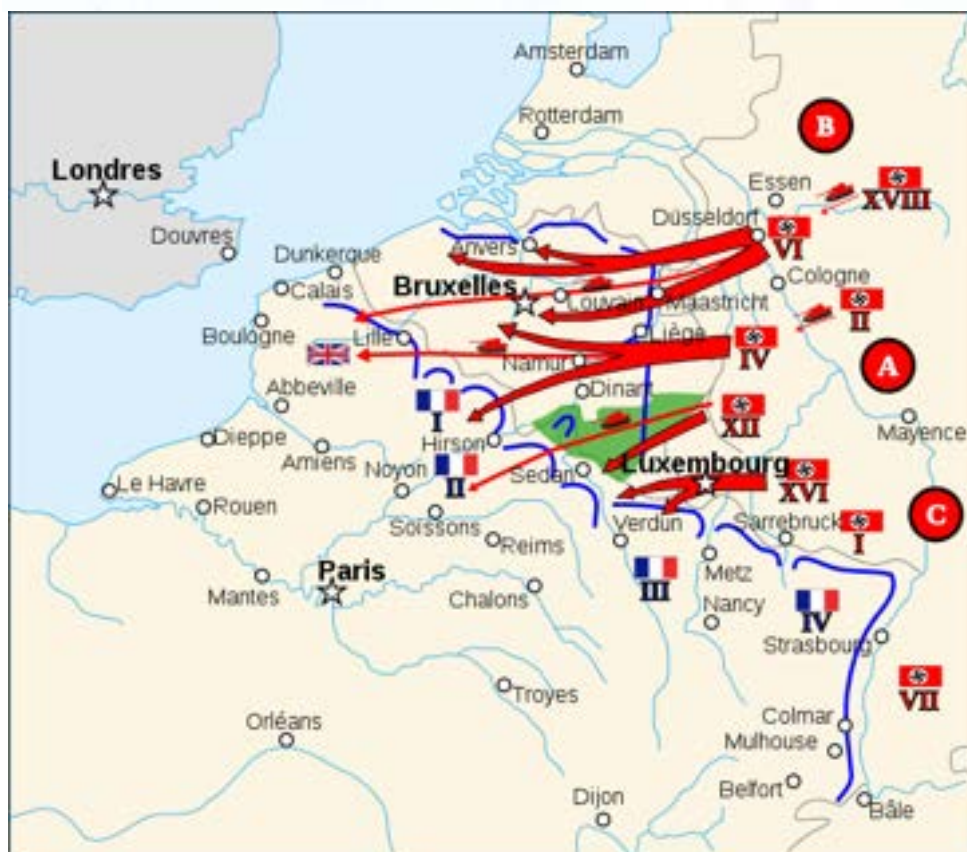 Amsterdam
Rotterdam
B
Londres
Essen
XVIII
Douvres
Düsseldorf
Anvers
VI
Dunkerque
Cologne
Calais
Bruxelles
Louvain
Maastricht
II
Boulogne
Lille
Liège
IV
Namur
A
Abbeville
Dinant
I
XII
Mayence
Dieppe
Hirson
Amiens
Noyon
II
Sedan
Luxembourg
Le Havre
XVI
Rouen
Soissons
Verdun
Sarrebruck
I
C
Reims
Paris
Metz
Mantes
Chalons
III
Nancy
IV
Strasbourg
Troyes
VII
Orléans
Colmar
Mulhouse
Belfort
Dijon
Bâle